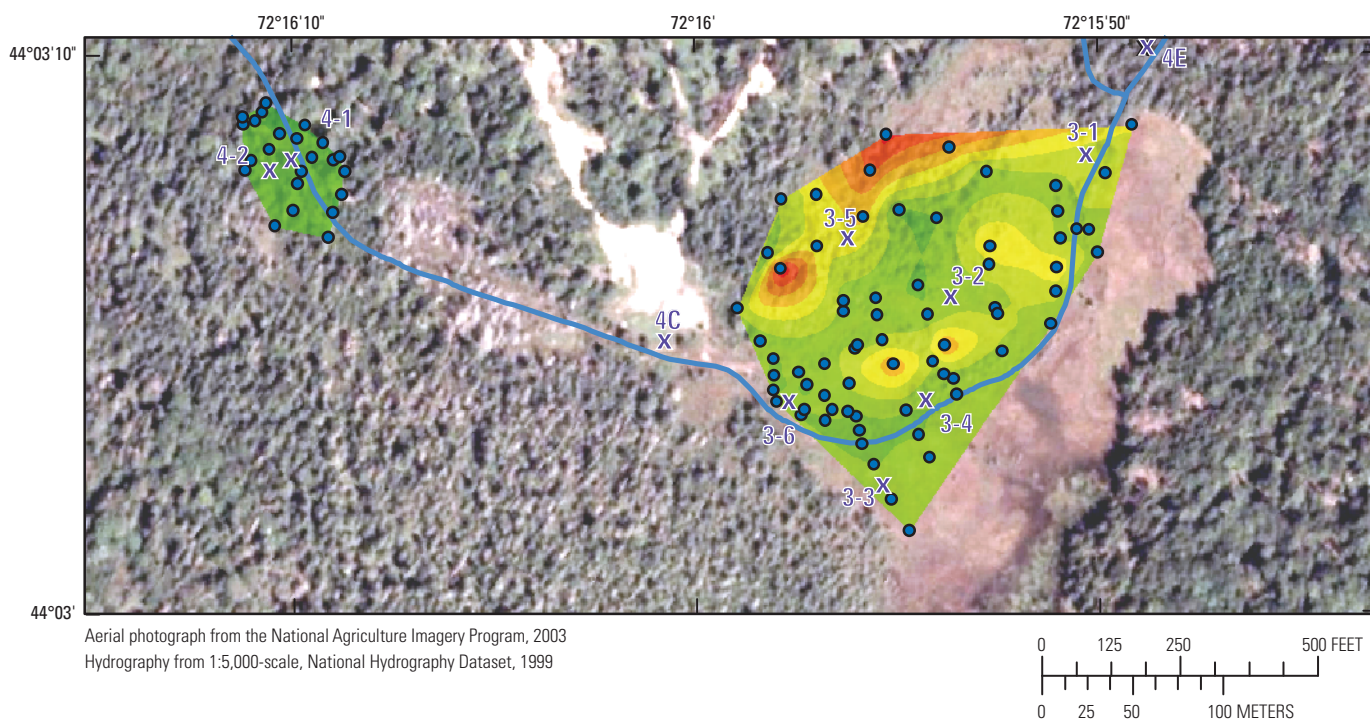 72°16'10" 72°16' 72°15'50"
44°03'10"
4E
4-1
3-1
4-2
3-5
3-2
4C
3-4
3-6
3-3
44°03'
Aerial photograph from the National Agriculture Imagery Program, 2003
Hydrography from 1:5,000-scale, National Hydrography Dataset, 1999
0 125 250 500 FEET
0 25 50 100 METERS